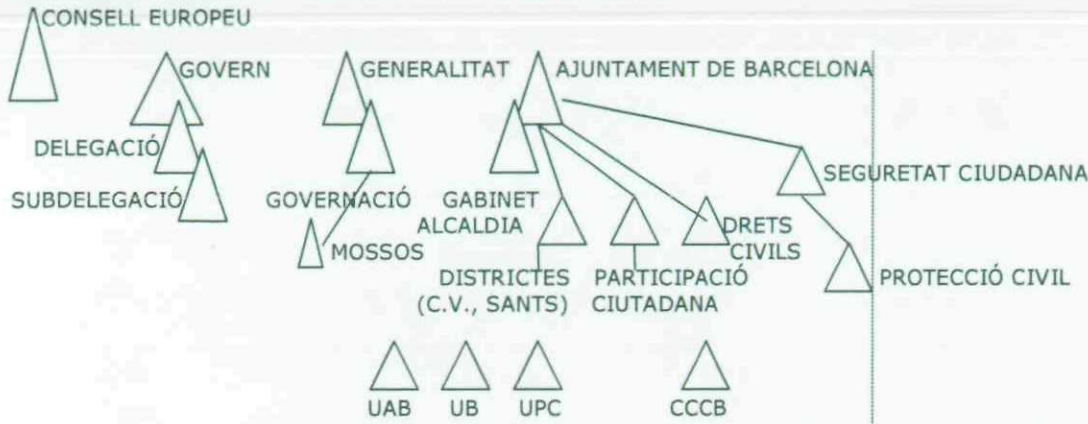 CONSELL EUROPEU
GOVERN
GENERALITAT
AJUNTAMENT DE BARCELONA
DELEGACIÓ
SUBDELEGACIÓ
GOVERNACIÓ
MOSSOS
GABINET
ALCALDIA
DISTRICTES
(C.V., SANTS)
PARTICIPACIÓ
CIUTADANA
DRETS
CIVILS
SEGURETAT CIUDADANA
PROTECCIÓ CIVIL
UAB
UB
UPC
CCCB